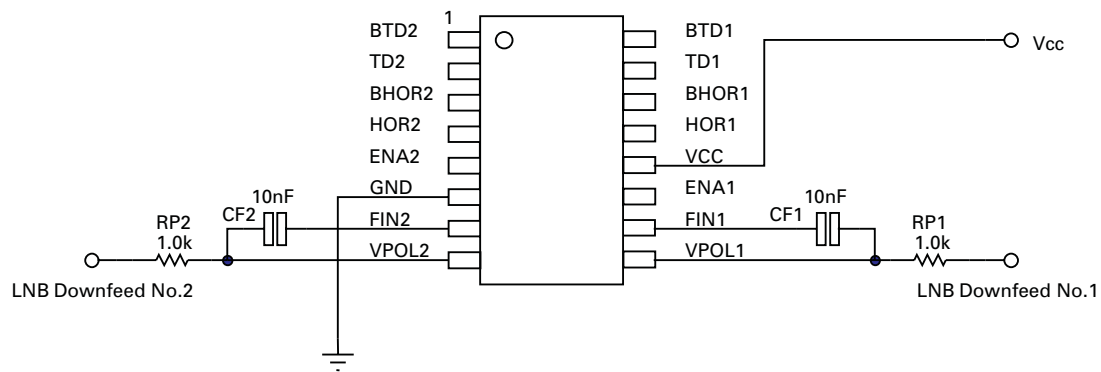 1
BTD2
BTD1
Vcc
TD2
TD1
BHOR2
BHOR1
HOR2
HOR1
ENA2
VCC
GND
ENA1
10nF
10nF
CF2
FIN2
FIN1
CF1
RP2
RP1
1.0k
1.0k
VPOL2
VPOL1
LNB Downfeed No.2
LNB Downfeed No.1